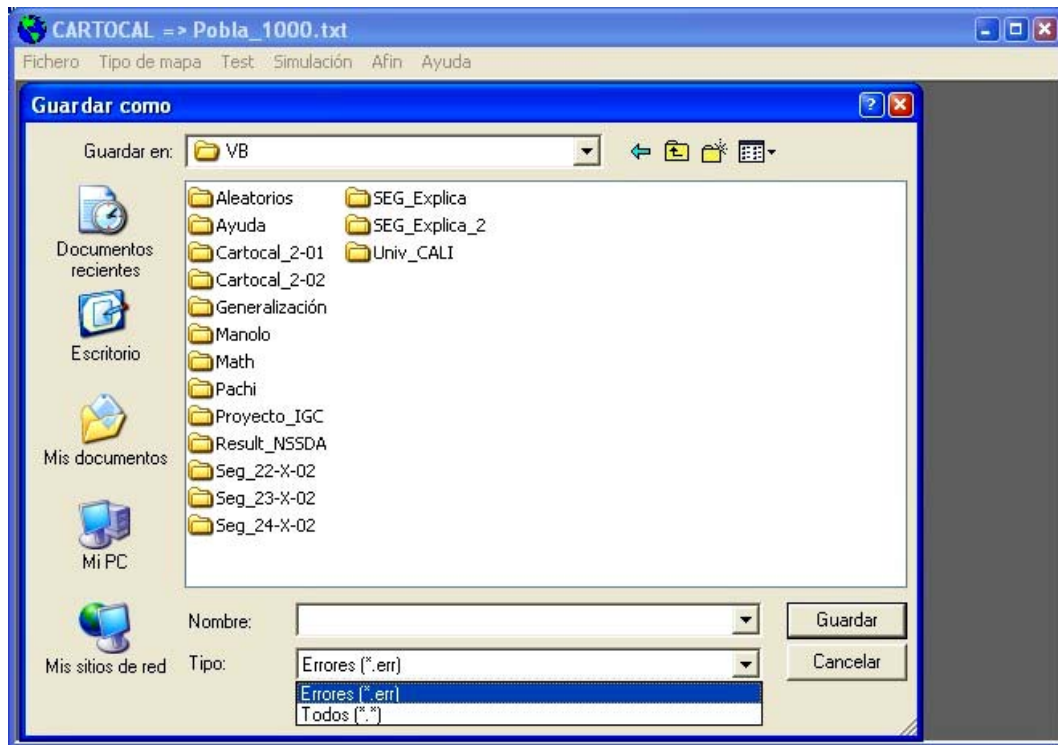 CARTOCAL => Pobla_1000.txt
Fichero Tipo de mapa Test Simulación Afin Ayuda
Guardar como
Guardar en: VB
Documentos recientes
Escritorio
Mis documentos
Mi PC
Mis sitios de red
Aleatorios
Ayuda
Cartocal_2-01
Cartocal_2-02
Generalización
Manolo
Math
Pachi
Proyecto_IGC
Result_NSSDA
Seg_22-X-02
Seg_23-X-02
Seg_24-X-02
SEG_Explica
SEG_Explica_2
Univ_CALI
Nombre:
Guardar
Tipo: Errores (*.err)
Cancelar
Errores (*.err)
Todos (*.*)